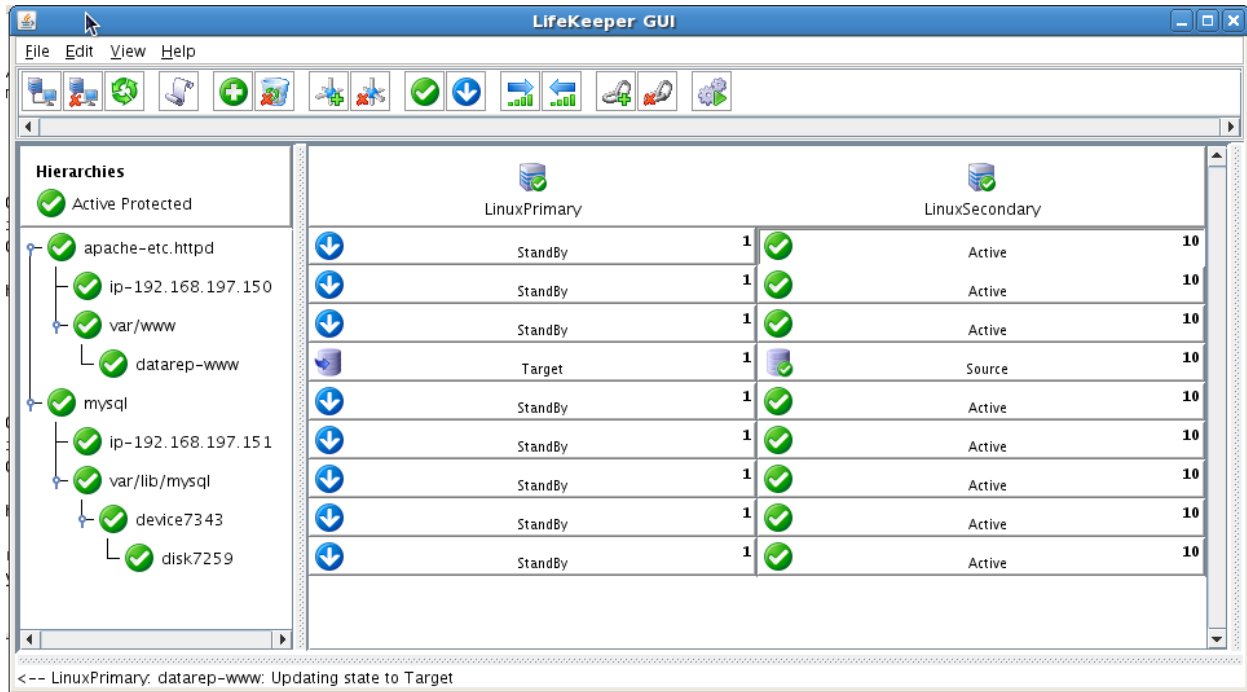 LifeKeeper GUI
File Edit View Help
Hierarchies
Active Protected
LinuxPrimary LinuxSecondary
apache-etc.httpd StandBy 1 Active 10
ip-192.168.197.150 StandBy 1 Active 10
var/www StandBy 1 Active 10
datarep-www Target 1 Source 10
mysql StandBy 1 Active 10
ip-192.168.197.151 StandBy 1 Active 10
var/lib/mysql StandBy 1 Active 10
device7343 StandBy 1 Active 10
disk7259 StandBy 1 Active 10
<-- LinuxPrimary: datarep-www: Updating state to Target